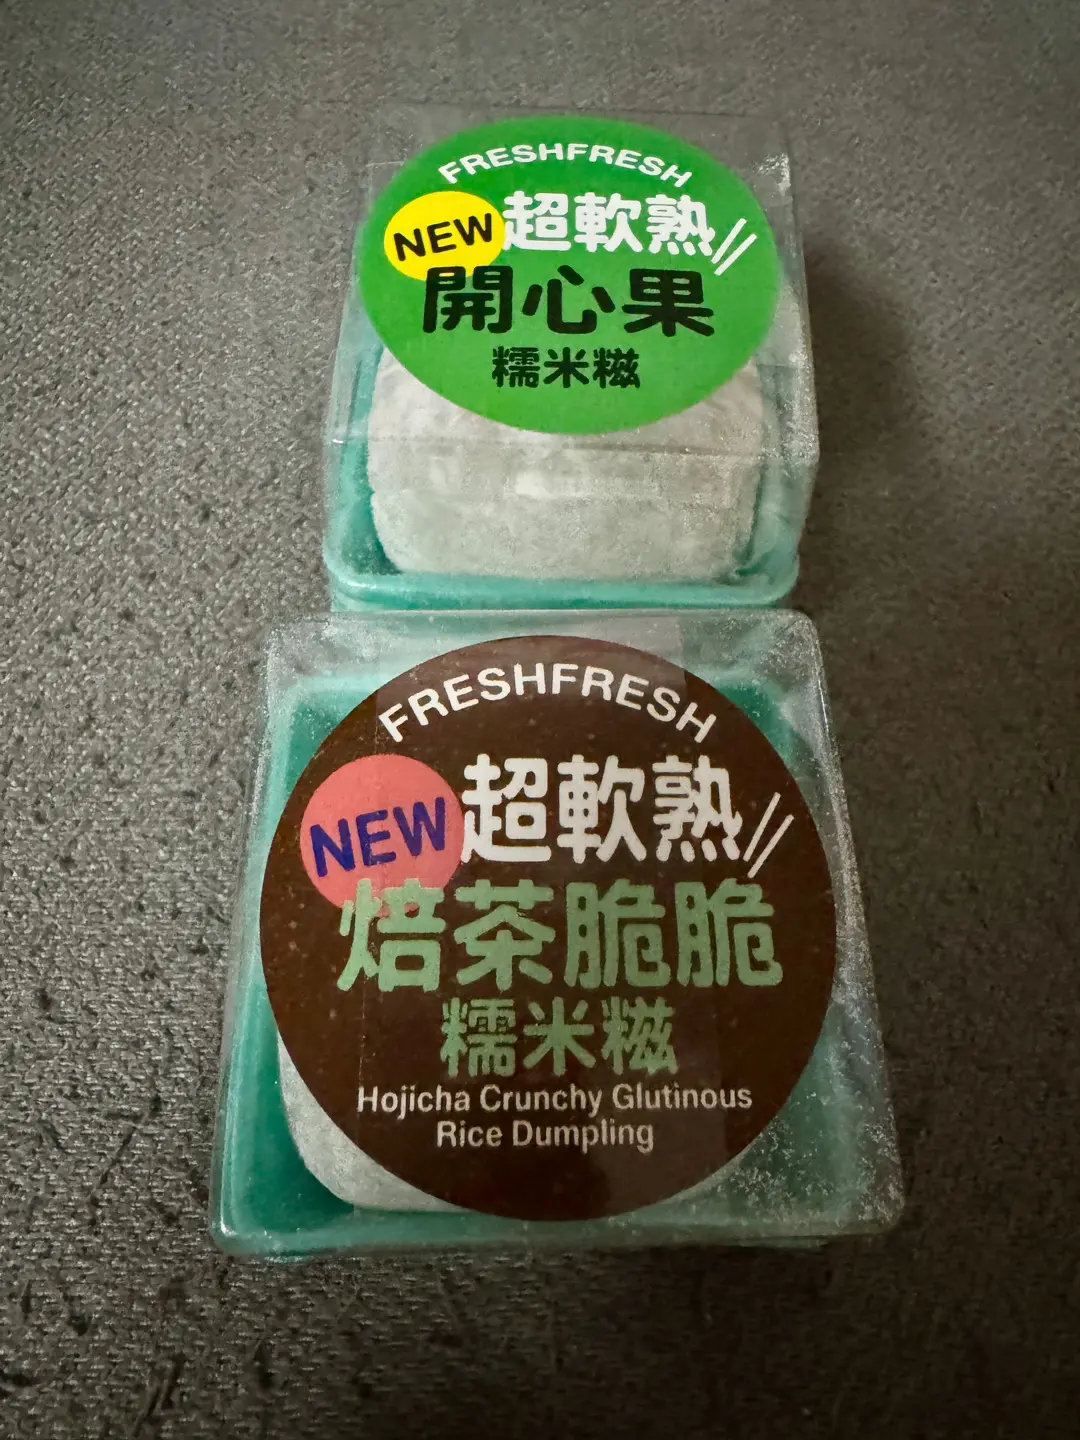 FRESHFRESH
NEW 超軟熟
開心果
糯米糍
FRESHFRESH
NEW 超軟熟
焙茶脆脆
糯米糍
Hojicha Crunchy Glutinous
Rice Dumpling